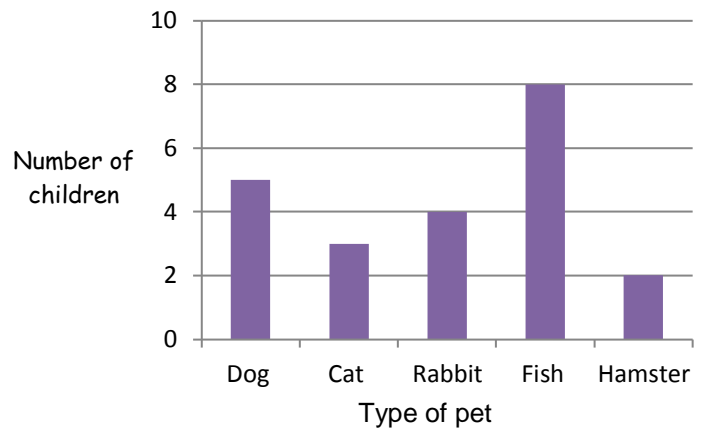 10
8
6
Number of
children
4
2
0
Dog Cat Rabbit Fish Hamster
Type of pet